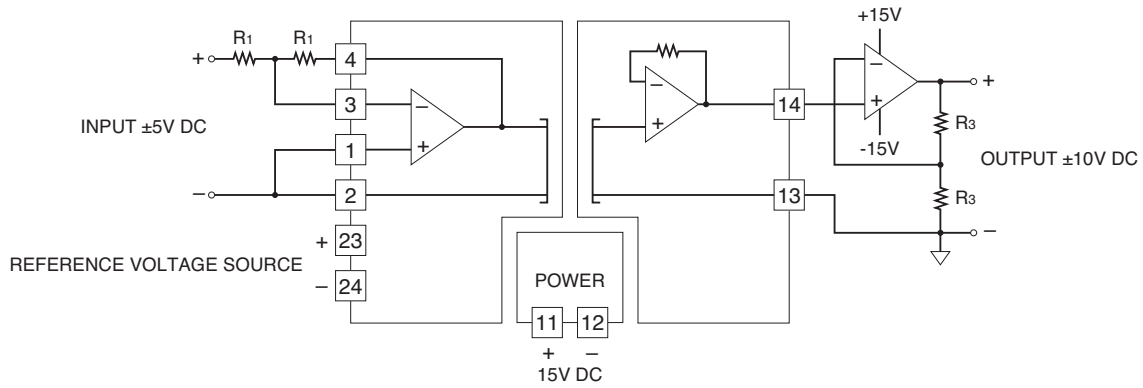 +15V
R1 R1
+ 4
− +
3 −
− 14
INPUT ±5V DC
+ +
R3
1 +
-15V
OUTPUT ±10V DC
− 2
13
R3
−
+ 23
REFERENCE VOLTAGE SOURCE
− 24
POWER
11 12
+ −
15V DC